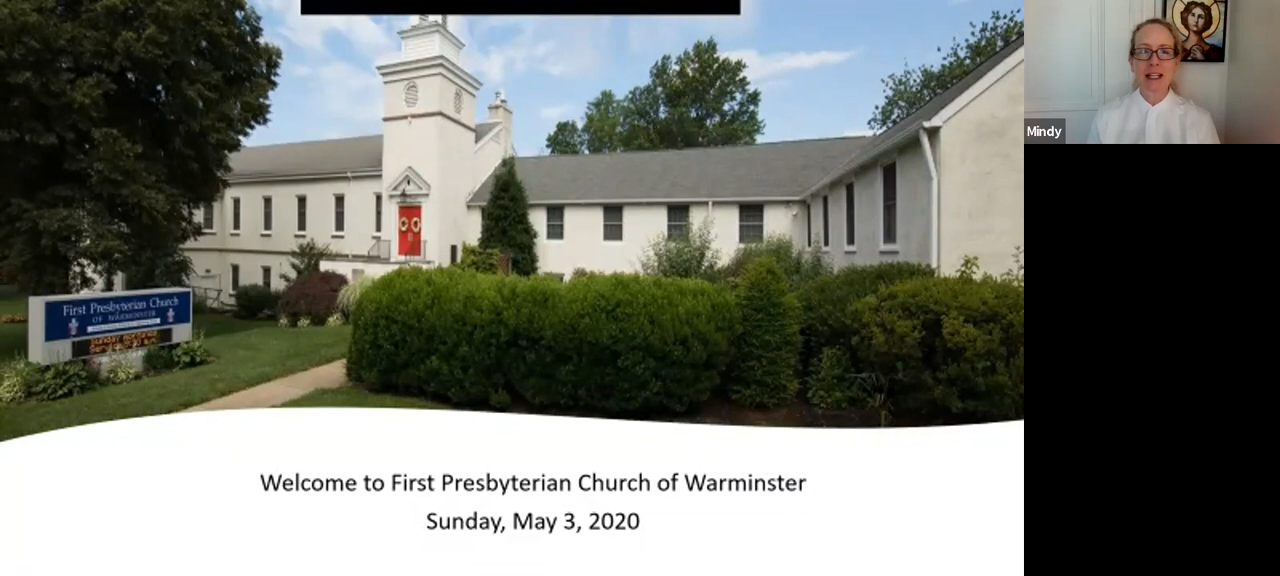 Mindy
First Presbyterian Church
OF WARMINSTER
Welcome to First Presbyterian Church of Warminster
Sunday, May 3, 2020